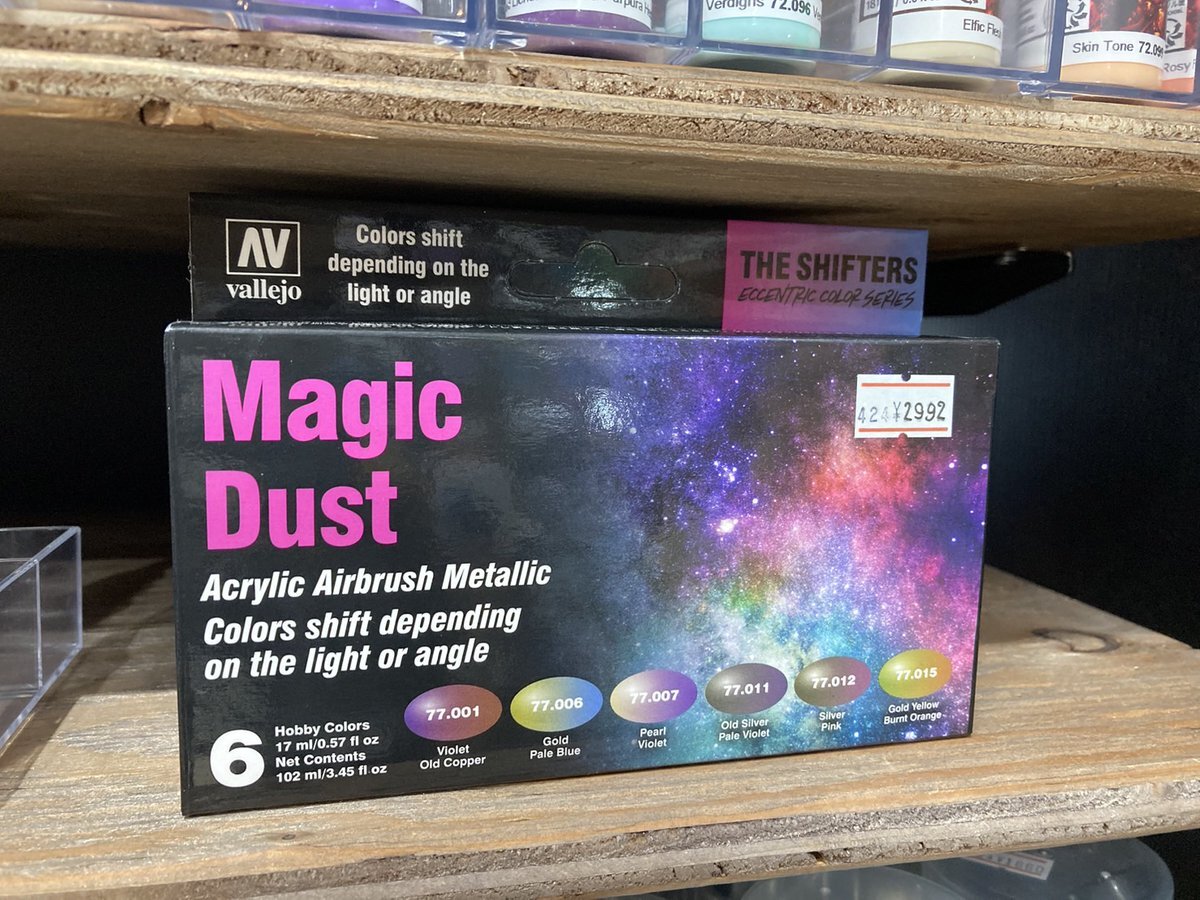 Verdigris 72.096
Elfic
Skin Tone 72.09
Rosy
AV
vallejo
Colors shift
depending on the
light or angle
THE SHIFTERS
ECCENTRIC COLOR SERIES
Magic
Dust
424¥2992
Acrylic Airbrush Metallic
Colors shift depending
on the light or angle
6
Hobby Colors
17 ml/0.57 fl oz
Net Contents
102 ml/3.45 fl oz
77.001
Violet
Old Copper
77.006
Gold
Pale Blue
77.007
Pearl
Violet
77.011
Old Silver
Pale Violet
77.012
Silver
Pink
77.015
Gold Yellow
Burnt Orange